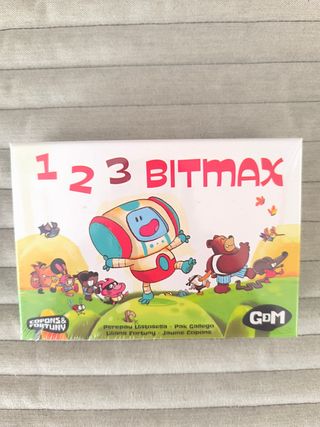 1 2 3 BITMAX
COPONS & FORTUNY
Perepau Llistosella - Pak Gallego
Liliana Fortuny - Jaume Copons
GDM